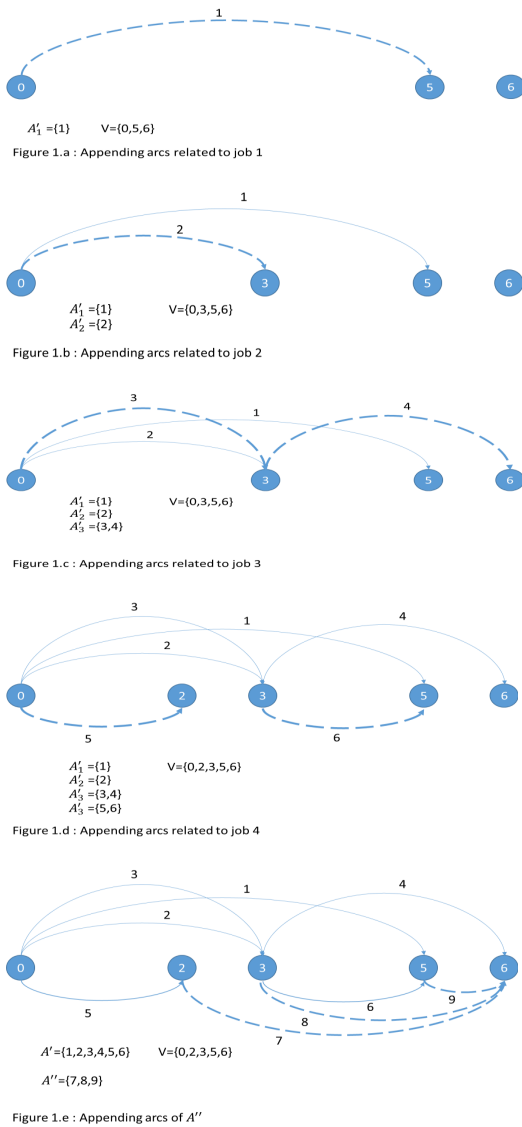 1
0 5 6
A′₁ ={1} V={0,5,6}
Figure 1.a : Appending arcs related to job 1
1
2
0 3 5 6
A′₁ ={1} V={0,3,5,6}
A′₂ ={2}
Figure 1.b : Appending arcs related to job 2
3
1
4
2
0 3 5 6
A′₁ ={1} V={0,3,5,6}
A′₂ ={2}
A′₃ ={3,4}
Figure 1.c : Appending arcs related to job 3
3
1
4
2
0 2 3 5 6
5 6
A′₁ ={1} V={0,2,3,5,6}
A′₂ ={2}
A′₃ ={3,4}
A′₃ ={5,6}
Figure 1.d : Appending arcs related to job 4
3
1
4
2
0 2 3 5 6
5 6 9
8
7
A′={1,2,3,4,5,6} V={0,2,3,5,6}
A′′={7,8,9}
Figure 1.e : Appending arcs of A′′